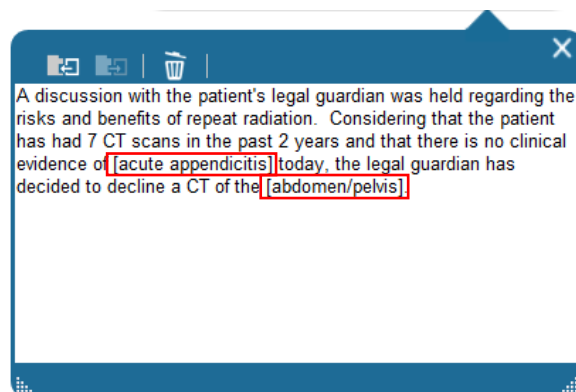 A discussion with the patient's legal guardian was held regarding the
risks and benefits of repeat radiation.  Considering that the patient
has had 7 CT scans in the past 2 years and that there is no clinical
evidence of [acute appendicitis] today, the legal guardian has
decided to decline a CT of the [abdomen/pelvis].